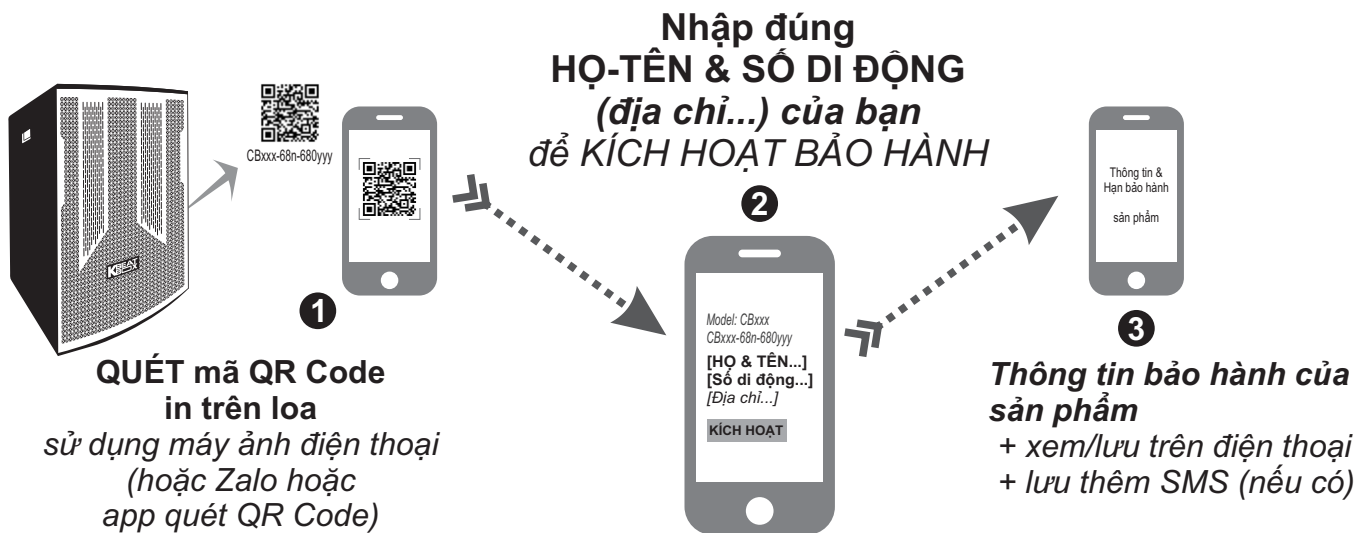 CBxxx-68n-680yyy
1
QUÉT mã QR Code
in trên loa
sử dụng máy ảnh điện thoại
(hoặc Zalo hoặc
app quét QR Code)
Nhập đúng
HỌ-TÊN & SỐ DI ĐỘNG
(địa chỉ...) của bạn
để KÍCH HOẠT BẢO HÀNH
2
Model: CBxxx
CBxxx-68n-680yyy
[HỌ & TÊN...]
[Số di động...]
[Địa chỉ...]
KÍCH HOẠT
Thông tin &
Hạn bảo hành
sản phẩm
3
Thông tin bảo hành của
sản phẩm
+ xem/lưu trên điện thoại
+ lưu thêm SMS (nếu có)